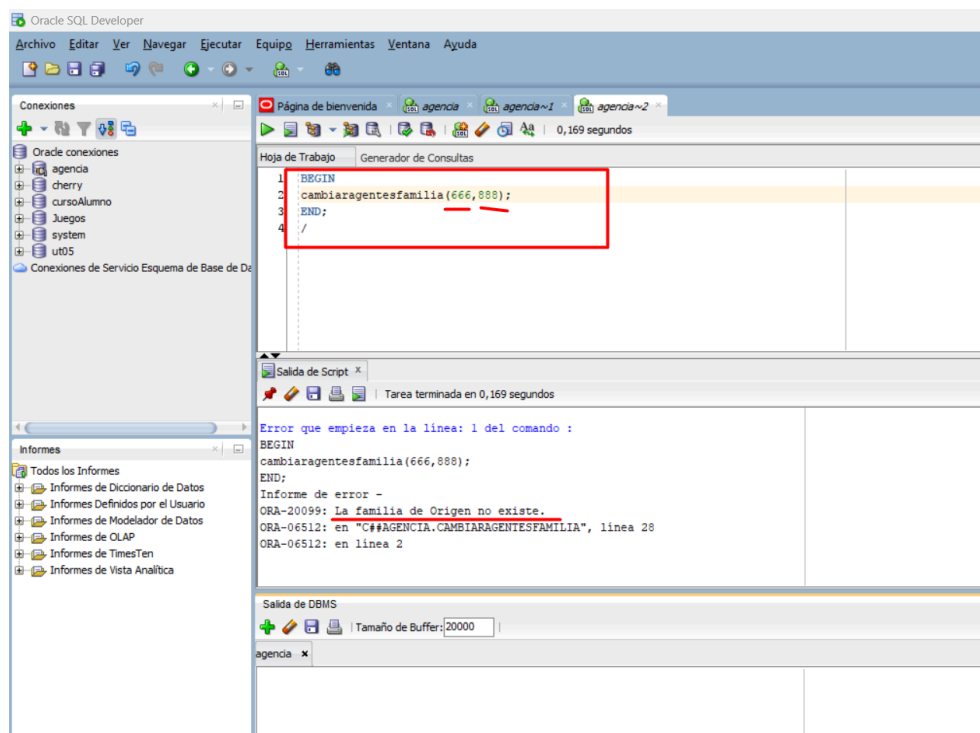 Oracle SQL Developer
Archivo Editar Ver Navegar Ejecutar Equipo Herramientas Ventana Ayuda
Conexiones
Oracle conexiones
agencia
cherry
cursoAlumno
Juegos
system
ut05
Conexiones de Servicio Esquema de Base de Da
Informes
Todos los Informes
Informes de Diccionario de Datos
Informes Definidos por el Usuario
Informes de Modelador de Datos
Informes de OLAP
Informes de TimesTen
Informes de Vista Analítica
Página de bienvenida agencia agencia~1 agencia~2
0,169 segundos
Hoja de Trabajo Generador de Consultas
1 BEGIN
2 cambiaragentesfamilia(666,888);
3 END;
4 /
Salida de Script
Tarea terminada en 0,169 segundos
Error que empieza en la línea: 1 del comando :
BEGIN
cambiaragentesfamilia(666,888);
END;
Informe de error -
ORA-20099: La familia de Origen no existe.
ORA-06512: en "C##AGENCIA.CAMBIARAGENTESFAMILIA", línea 28
ORA-06512: en línea 2
Salida de DBMS
Tamaño de Buffer: 20000
agencia